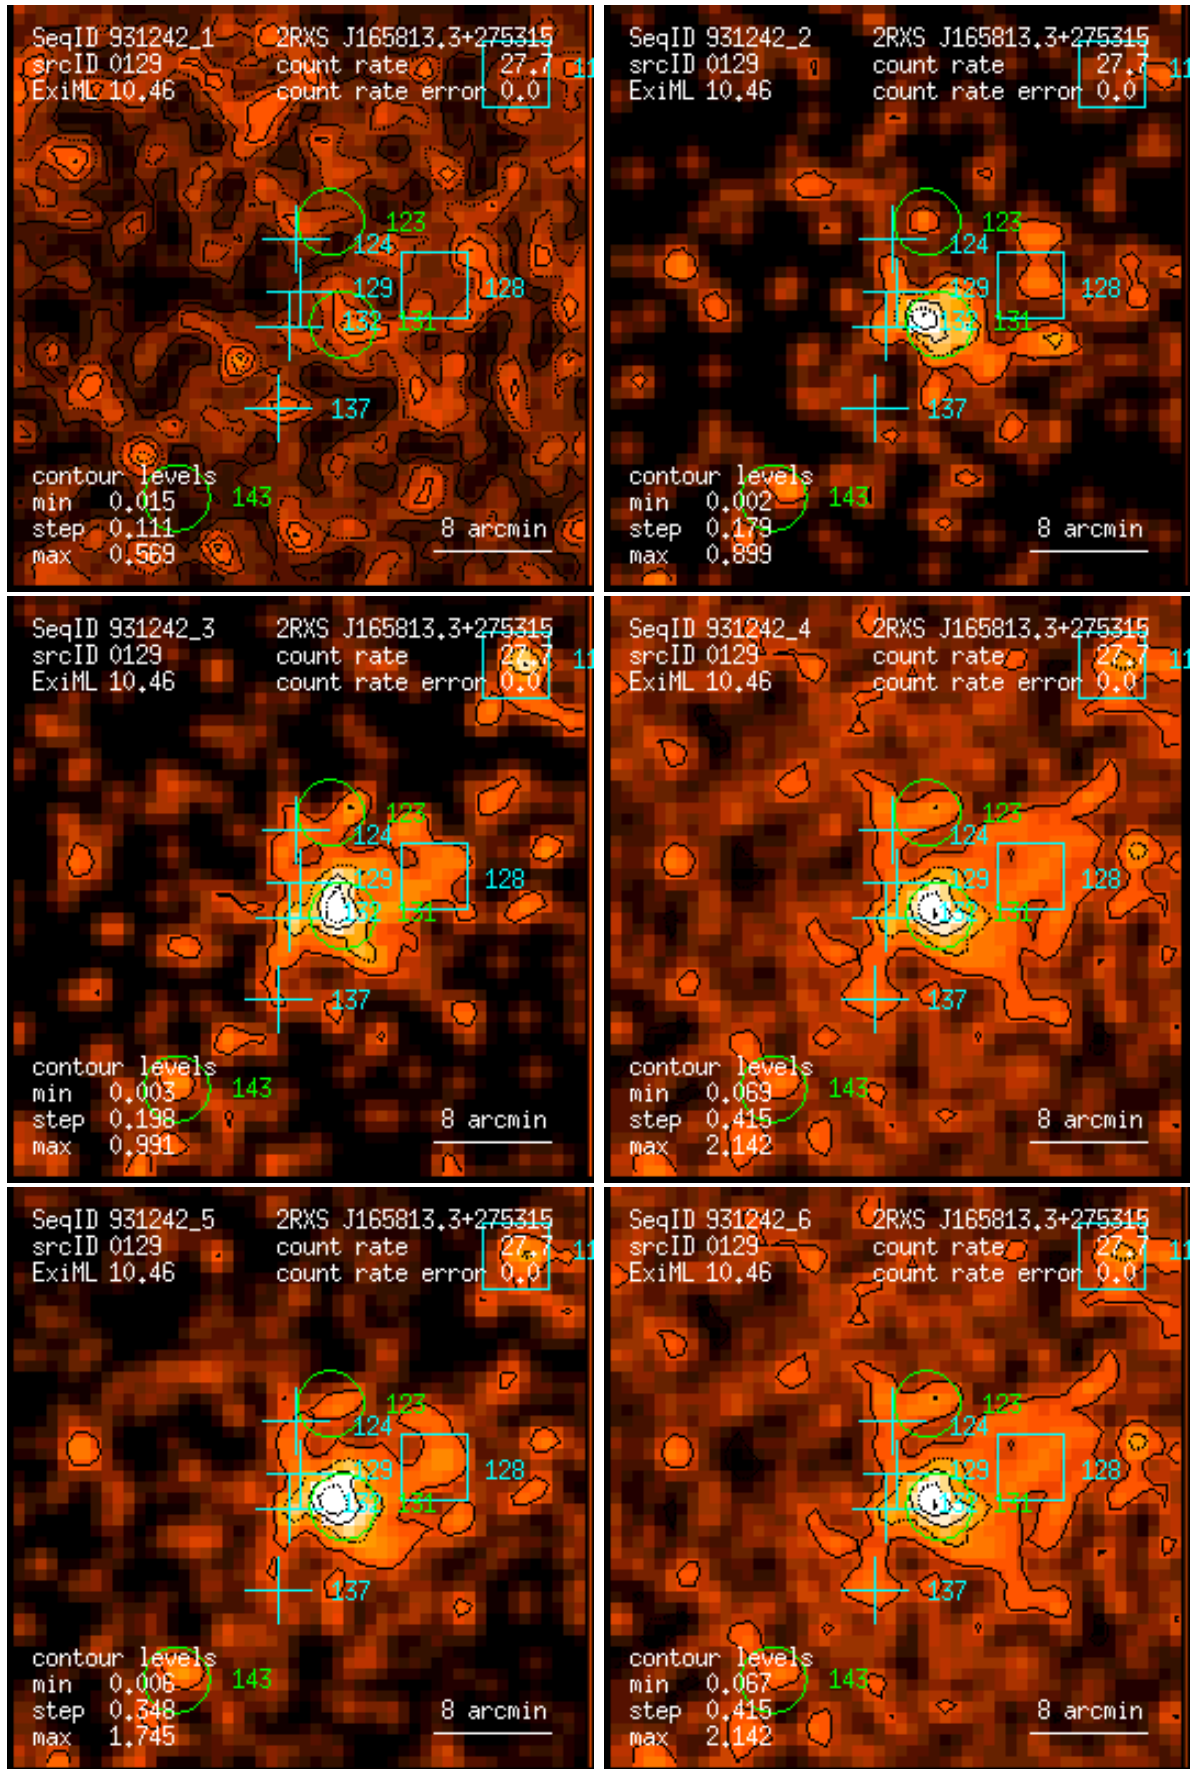 SeqID 931242_1 2RXS J165813.3+275315
srcID 0129 count rate 27.7 11
ExiML 10.46 count rate error 0.0
123
124
129 128
132 131
137
contour levels
143
min 0.015
step 0.111 8 arcmin
max 0.569
SeqID 931242_2 2RXS J165813.3+275315
srcID 0129 count rate 27.7 11
ExiML 10.46 count rate error 0.0
123
124
129 128
132 131
137
contour levels
143
min 0.002
step 0.179 8 arcmin
max 0.899
SeqID 931242_3 2RXS J165813.3+275315
srcID 0129 count rate 27.7 11
ExiML 10.46 count rate error 0.0
123
124
129 128
132 131
137
contour levels
143
min 0.003
step 0.198 8 arcmin
max 0.991
SeqID 931242_4 2RXS J165813.3+275315
srcID 0129 count rate 27.7 11
ExiML 10.46 count rate error 0.0
123
124
129 128
132 131
137
contour levels
143
min 0.069
step 0.415 8 arcmin
max 2.142
SeqID 931242_5 2RXS J165813.3+275315
srcID 0129 count rate 27.7 11
ExiML 10.46 count rate error 0.0
123
124
129 128
132 131
137
contour levels
143
min 0.006
step 0.348 8 arcmin
max 1.745
SeqID 931242_6 2RXS J165813.3+275315
srcID 0129 count rate 27.7 11
ExiML 10.46 count rate error 0.0
123
124
129 128
132 131
137
contour levels
143
min 0.067
step 0.415 8 arcmin
max 2.142